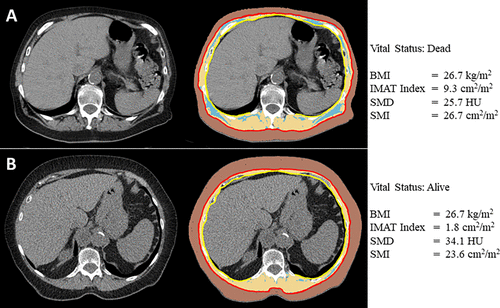 A
Vital Status: Dead
BMI = 26.7 kg/m²
IMAT Index = 9.3 cm²/m²
SMD = 25.7 HU
SMI = 26.7 cm²/m²
B
Vital Status: Alive
BMI = 26.7 kg/m²
IMAT Index = 1.8 cm²/m²
SMD = 34.1 HU
SMI = 23.6 cm²/m²